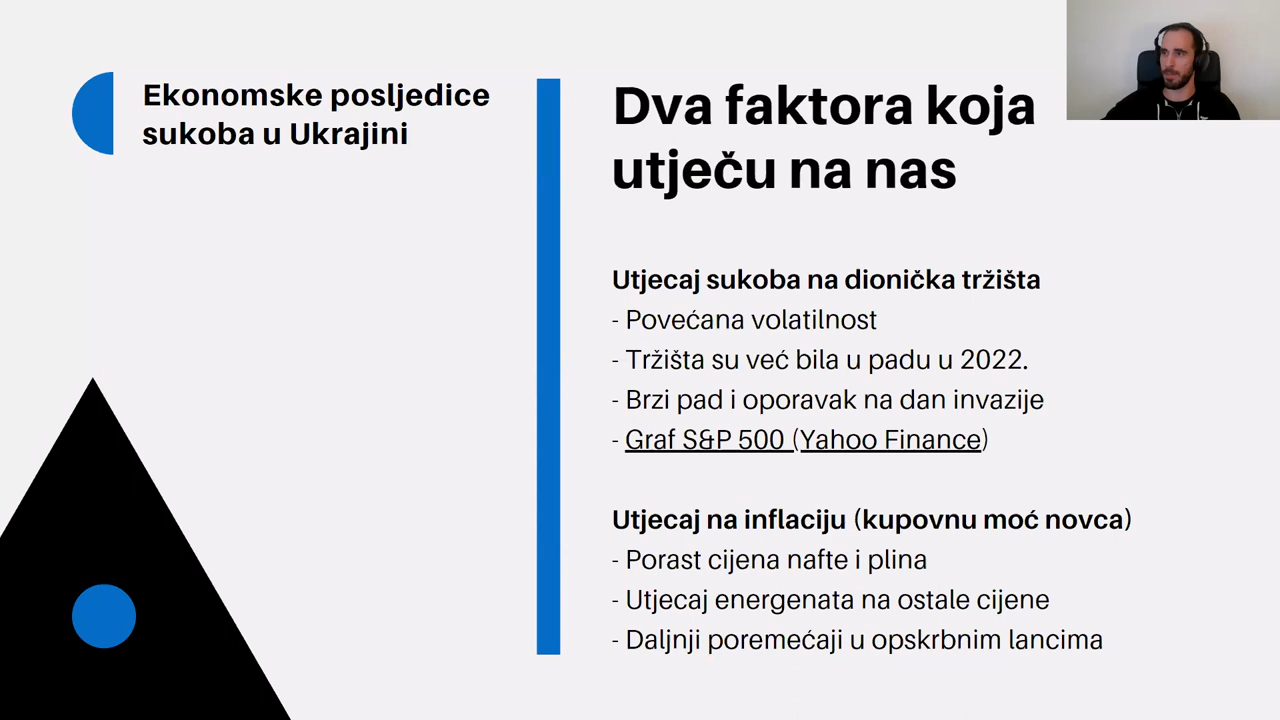 Ekonomske posljedice
sukoba u Ukrajini
Dva faktora koja
utječu na nas
Utjecaj sukoba na dionička tržišta
- Povećana volatilnost
- Tržišta su već bila u padu u 2022.
- Brzi pad i oporavak na dan invazije
- Graf S&P 500 (Yahoo Finance)
Utjecaj na inflaciju (kupovnu moć novca)
- Porast cijena nafte i plina
- Utjecaj energenata na ostale cijene
- Daljnji poremećaji u opskrbnim lancima